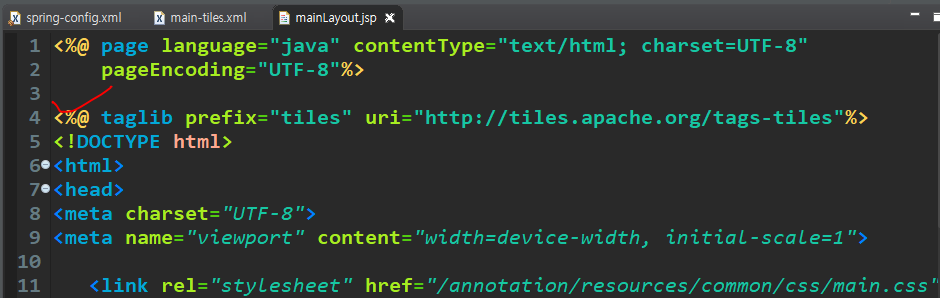 spring-config.xml main-tiles.xml mainLayout.jsp
1 <%@ page language="java" contentType="text/html; charset=UTF-8"
2 pageEncoding="UTF-8"%>
3
4 <%@ taglib prefix="tiles" uri="http://tiles.apache.org/tags-tiles"%>
5 <!DOCTYPE html>
6 <html>
7 <head>
8 <meta charset="UTF-8">
9 <meta name="viewport" content="width=device-width, initial-scale=1">
10
11 <link rel="stylesheet" href="/annotation/resources/common/css/main.css"